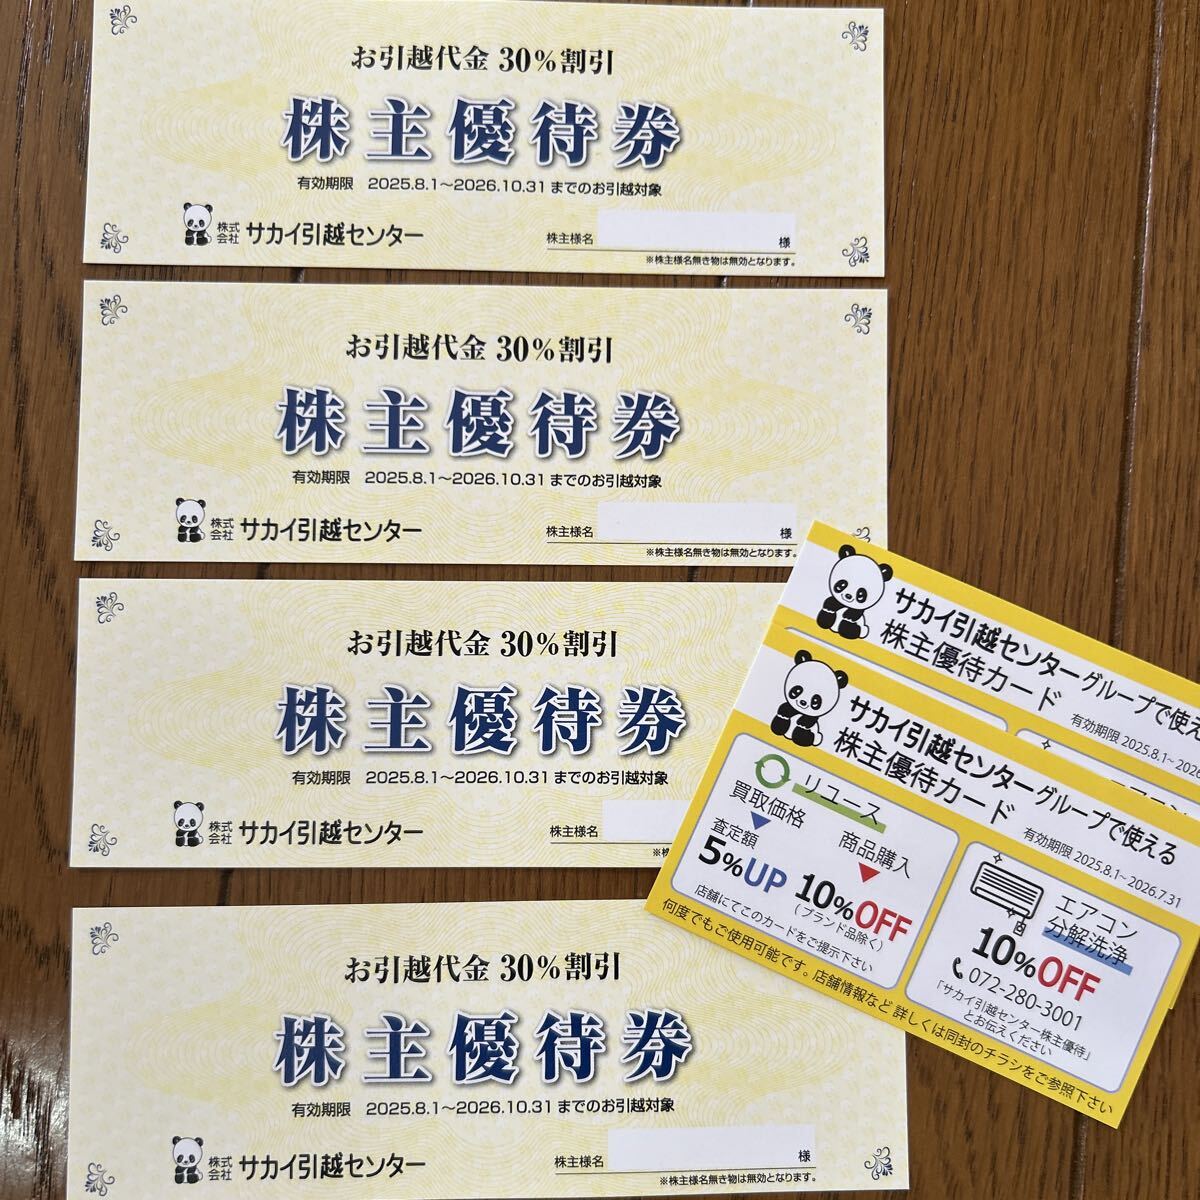 お引越代金 30%割引
株主優待券
有効期限 2025.8.1〜2026.10.31 までのお引越対象
株式会社 サカイ引越センター
株主様名 様
※株主様名無き物は無効となります。
お引越代金 30%割引
株主優待券
有効期限 2025.8.1〜2026.10.31 までのお引越対象
株式会社 サカイ引越センター
株主様名 様
※株主様名無き物は無効となります。
お引越代金 30%割引
株主優待券
有効期限 2025.8.1〜2026.10.31 までのお引越対象
株式会社 サカイ引越センター
株主様名
※株
お引越代金 30%割引
株主優待券
有効期限 2025.8.1〜2026.10.31 までのお引越対象
株式会社 サカイ引越センター
株主様名 様
※株主様名無き物は無効となります。
サカイ引越センターグループで使え
株主優待カード
有効期限 2025.8.1~202
サカイ引越センターグループで使える
株主優待カード
有効期限 2025.8.1~2026.7.31
リユース
買取価格
査定額
5%UP
商品購入
10%OFF
(ブランド品除く)
店舗にてこのカードをご提示下さい
エアコン
分解洗浄
10%OFF
072-280-3001
「サカイ引越センター株主優待」
とお伝えください
何度でもご使用可能です。店舗情報など詳しくは同封のチラシをご参照下さい